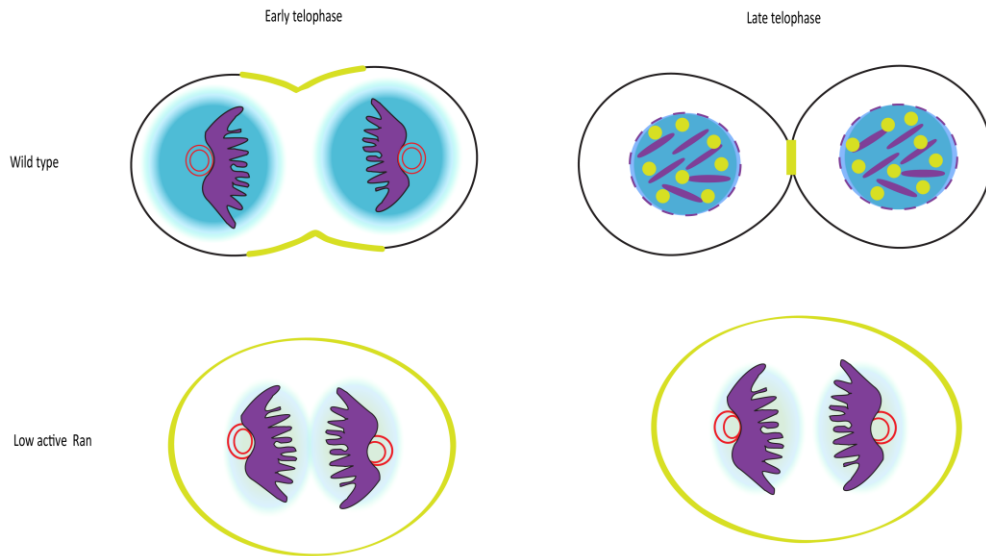 Early telophase
Late telophase
Wild type
Low active Ran